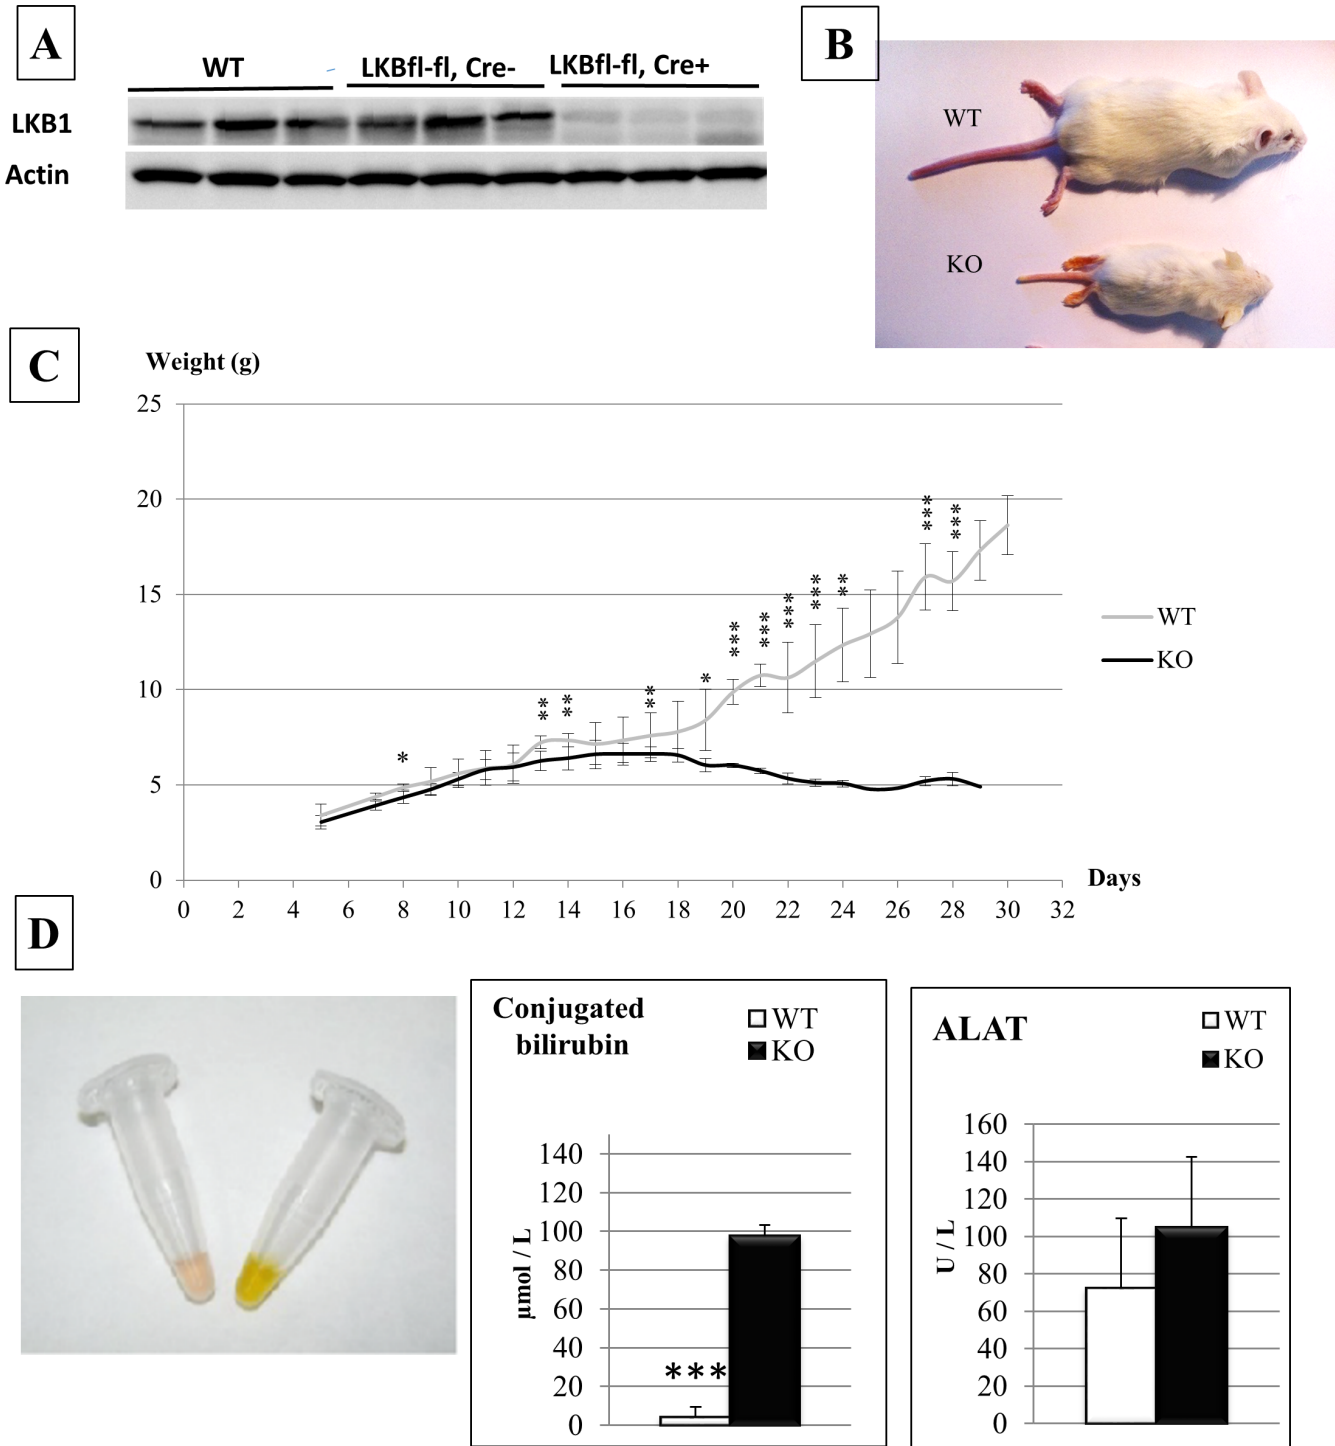 A
WT
LKBfl-fl, Cre-
LKBfl-fl, Cre+
LKB1
Actin
B
WT
KO
C
Weight (g)
25
20
15
10
5
0
0 2 4 6 8 10 12 14 16 18 20 22 24 26 28 30 32
Days
*
**
**
**
*
***
***
***
***
**
***
***
WT
KO
D
Conjugated
bilirubin
WT
KO
µmol / L
140
120
100
80
60
40
20
0
***
ALAT
WT
KO
U / L
160
140
120
100
80
60
40
20
0